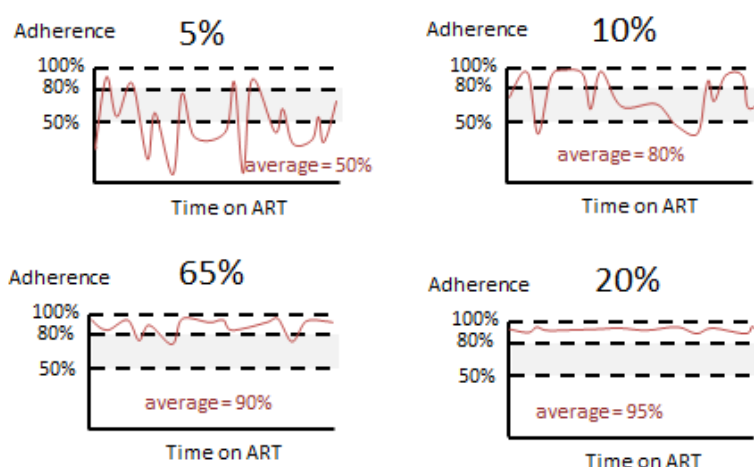 Adherence 5%
100%
80%
50%
average = 50%
Time on ART
Adherence 10%
100%
80%
50%
average = 80%
Time on ART
Adherence 65%
100%
80%
50%
average = 90%
Time on ART
Adherence 20%
100%
80%
50%
average = 95%
Time on ART